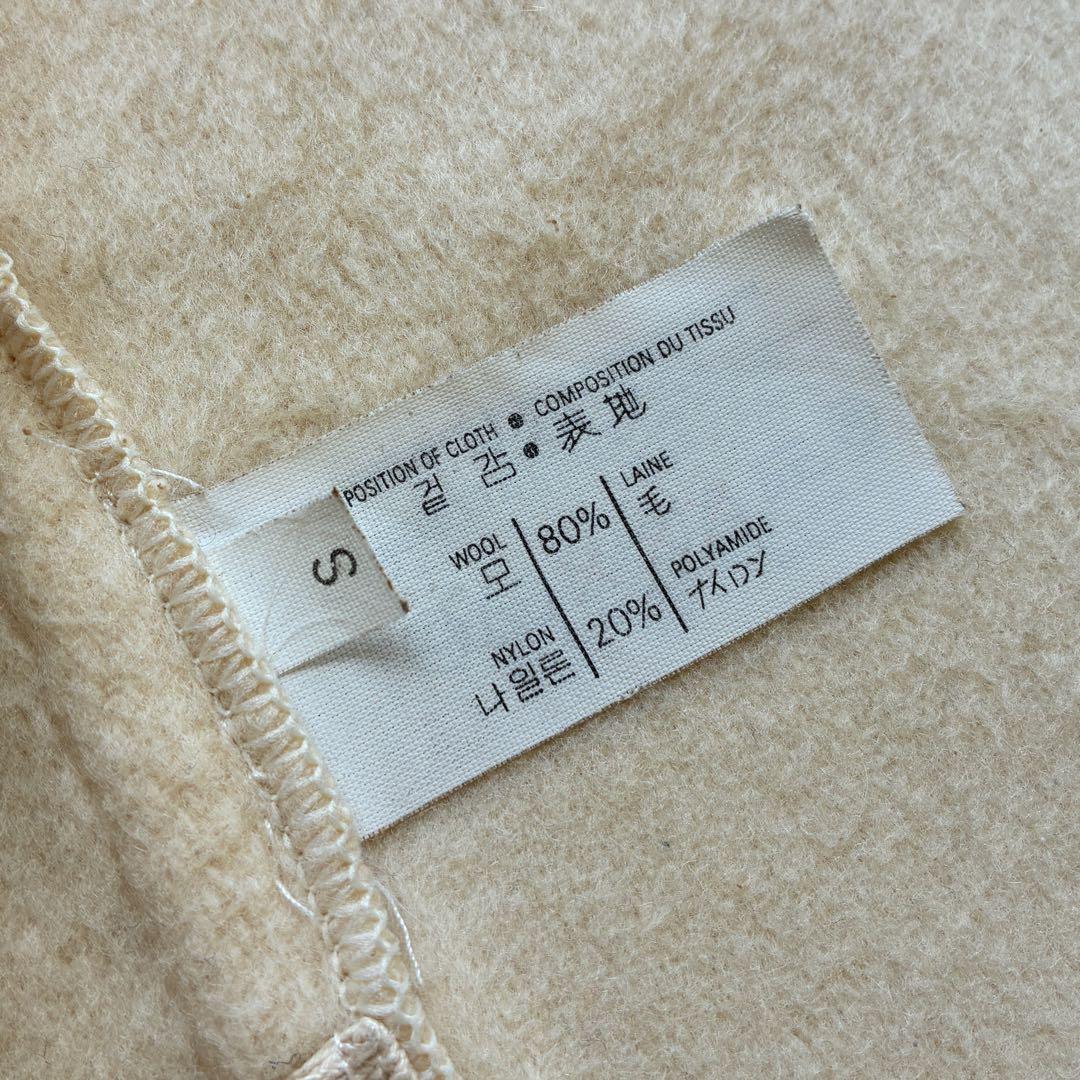 POSITION OF CLOTH • COMPOSITION DU TISSU
겉 감 • 表地
WOOL 80% LAINE
모 毛
NYLON 20% POLYAMIDE
나일론 ナイロン
S